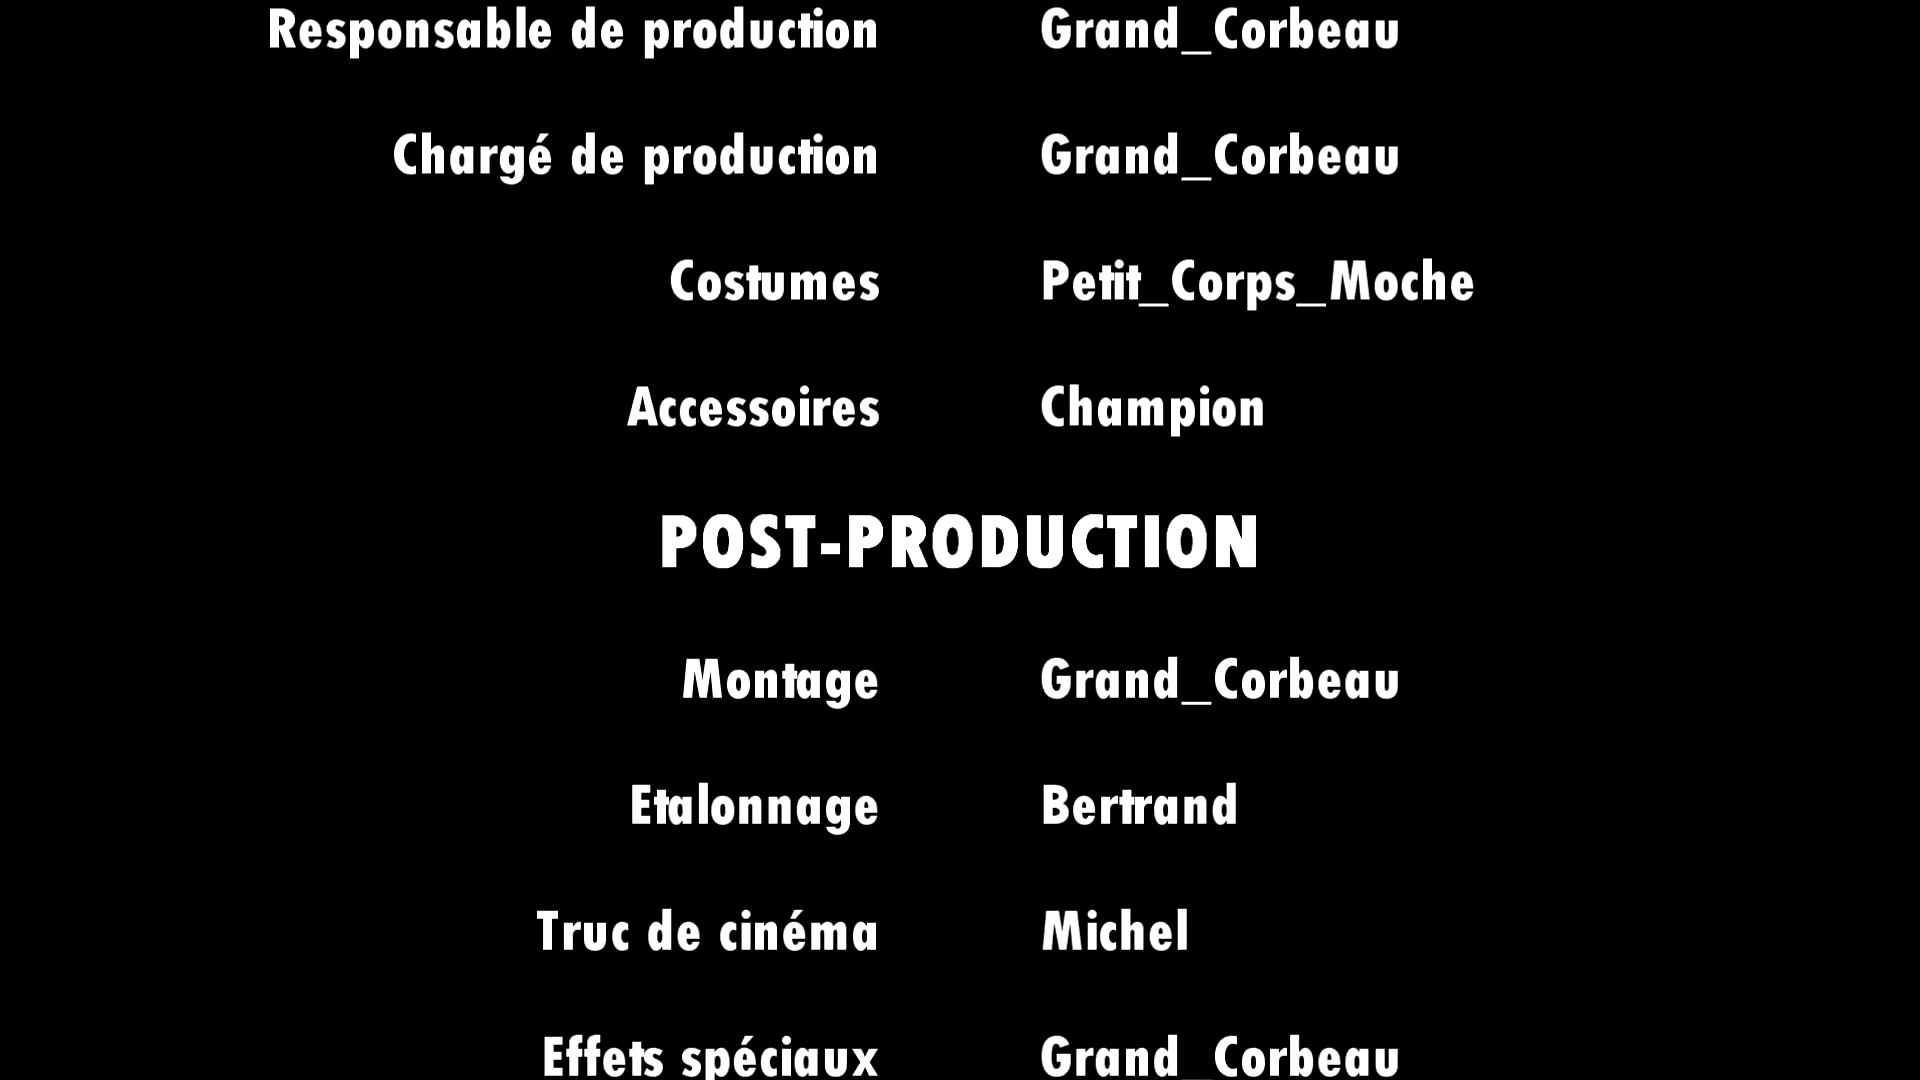 Responsable de production Grand_Corbeau
Chargé de production Grand_Corbeau
Costumes Petit_Corps_Moche
Accessoires Champion
POST-PRODUCTION
Montage Grand_Corbeau
Etalonnage Bertrand
Truc de cinéma Michel
Effets spéciaux Grand_Corbeau